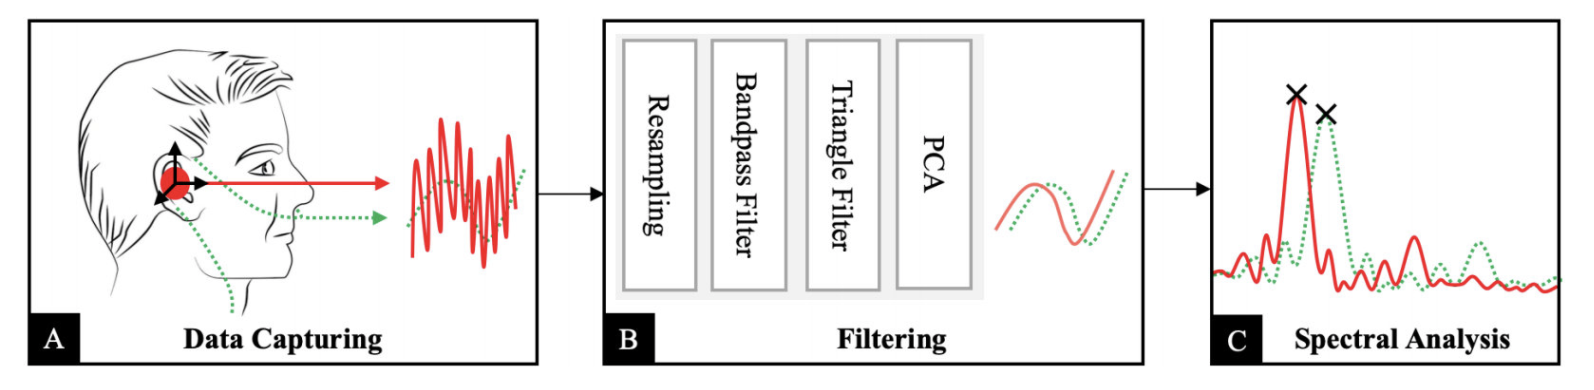 Resampling
Bandpass Filter
Triangle Filter
PCA
A
Data Capturing
B
Filtering
C
Spectral Analysis